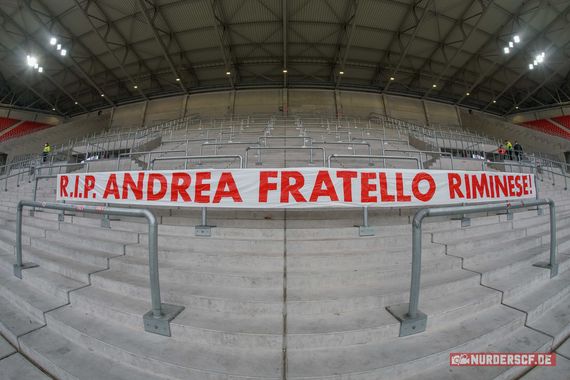 R.I.P. ANDREA FRATELLO RIMINESE!
NURDERSCF.DE